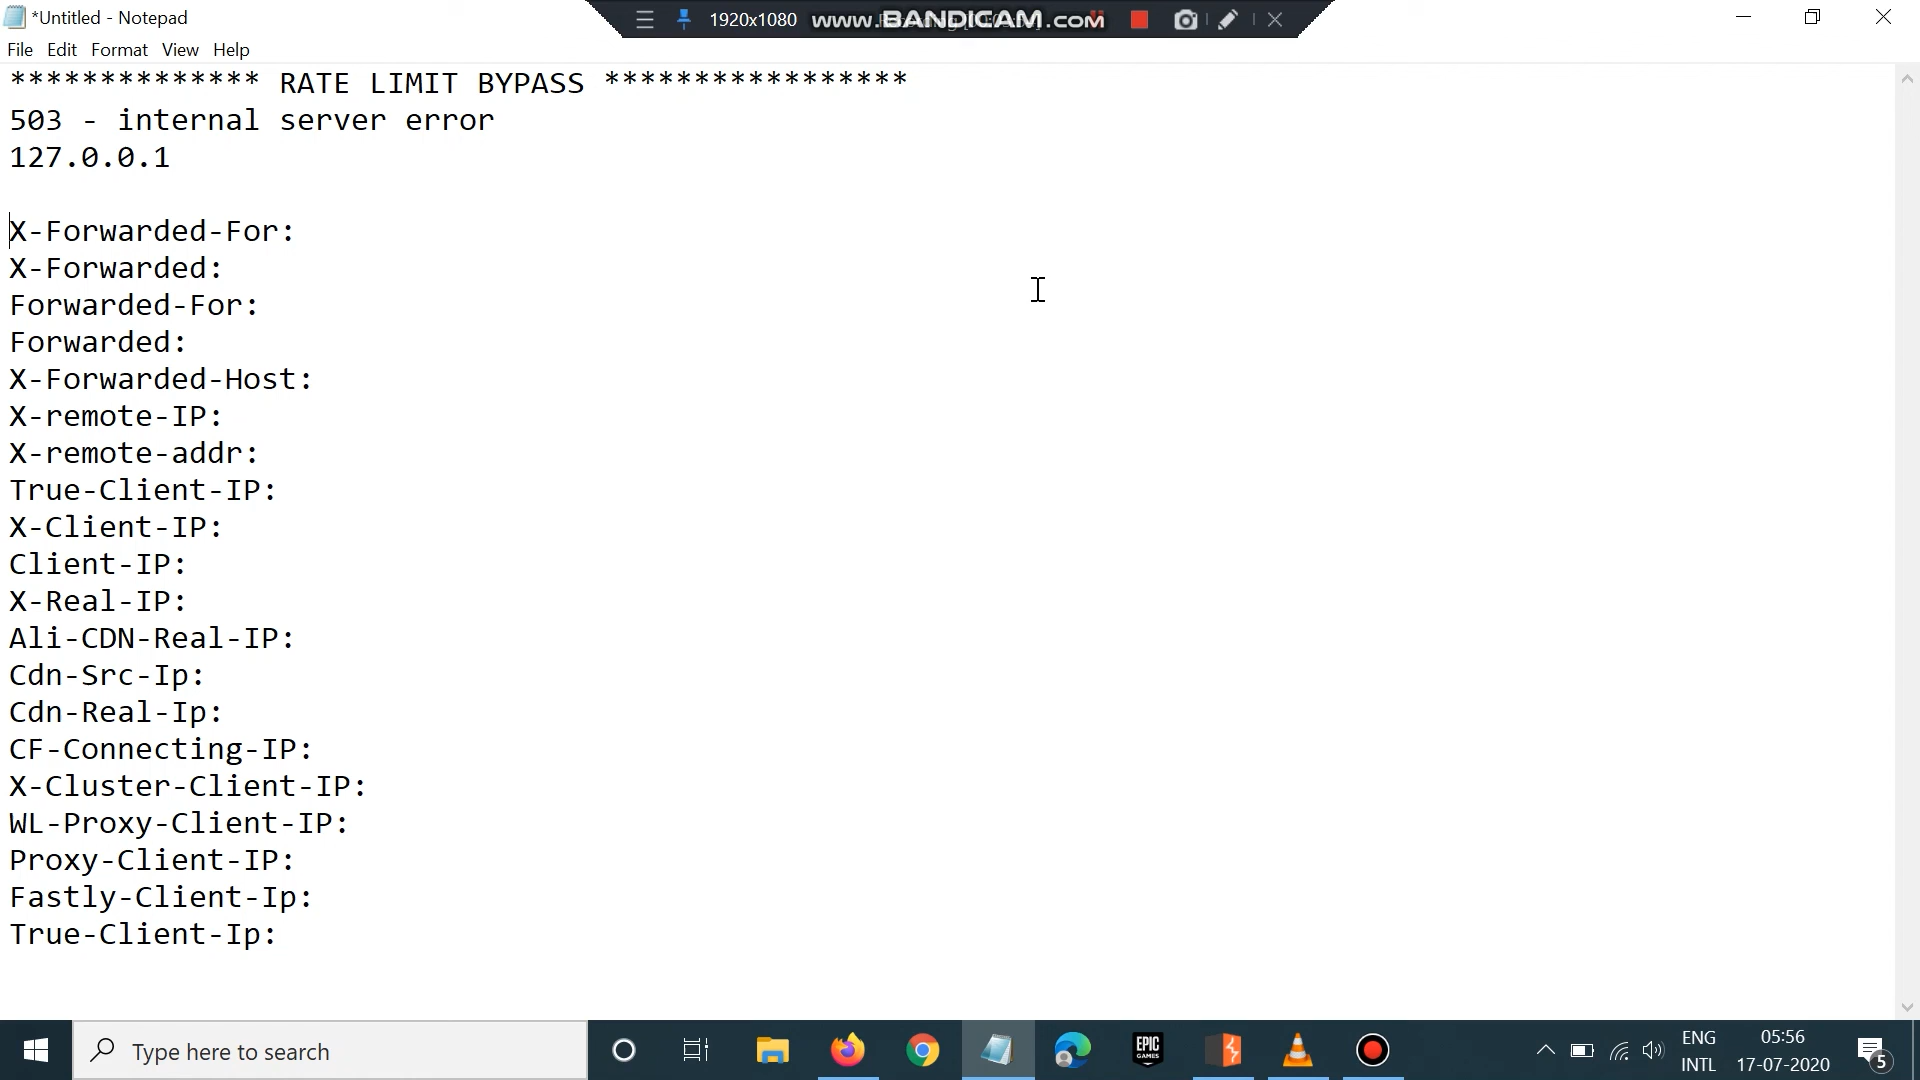 *Untitled - Notepad
1920x1080
www.BANDICAM.com
File Edit Format View Help
************** RATE LIMIT BYPASS *****************
503 - internal server error
127.0.0.1
X-Forwarded-For:
X-Forwarded:
Forwarded-For:
Forwarded:
X-Forwarded-Host:
X-remote-IP:
X-remote-addr:
True-Client-IP:
X-Client-IP:
Client-IP:
X-Real-IP:
Ali-CDN-Real-IP:
Cdn-Src-Ip:
Cdn-Real-Ip:
CF-Connecting-IP:
X-Cluster-Client-IP:
WL-Proxy-Client-IP:
Proxy-Client-IP:
Fastly-Client-Ip:
True-Client-Ip:
Type here to search
EPIC
GAMES
ENG
INTL
05:56
17-07-2020
5